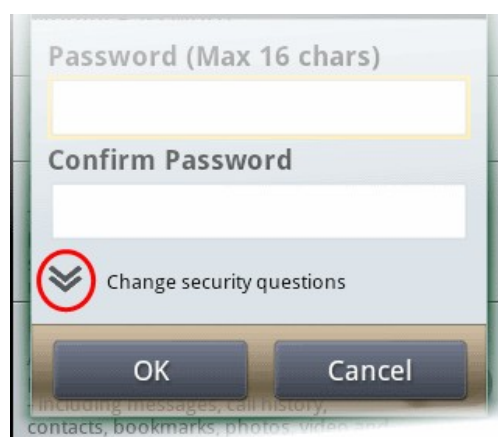 Password (Max 16 chars)
Confirm Password
Change security questions
OK
Cancel
including messages, call history,
contacts, bookmarks, photos, video and